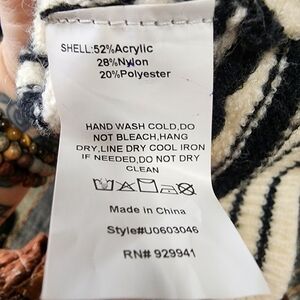 SHELL:52%Acrylic
28%Nylon
20%Polyester
HAND WASH COLD,DO
NOT BLEACH,HANG
DRY,LINE DRY COOL IRON
IF NEEDED,DO NOT DRY
CLEAN
Made in China
Style#U0603046
RN# 929941